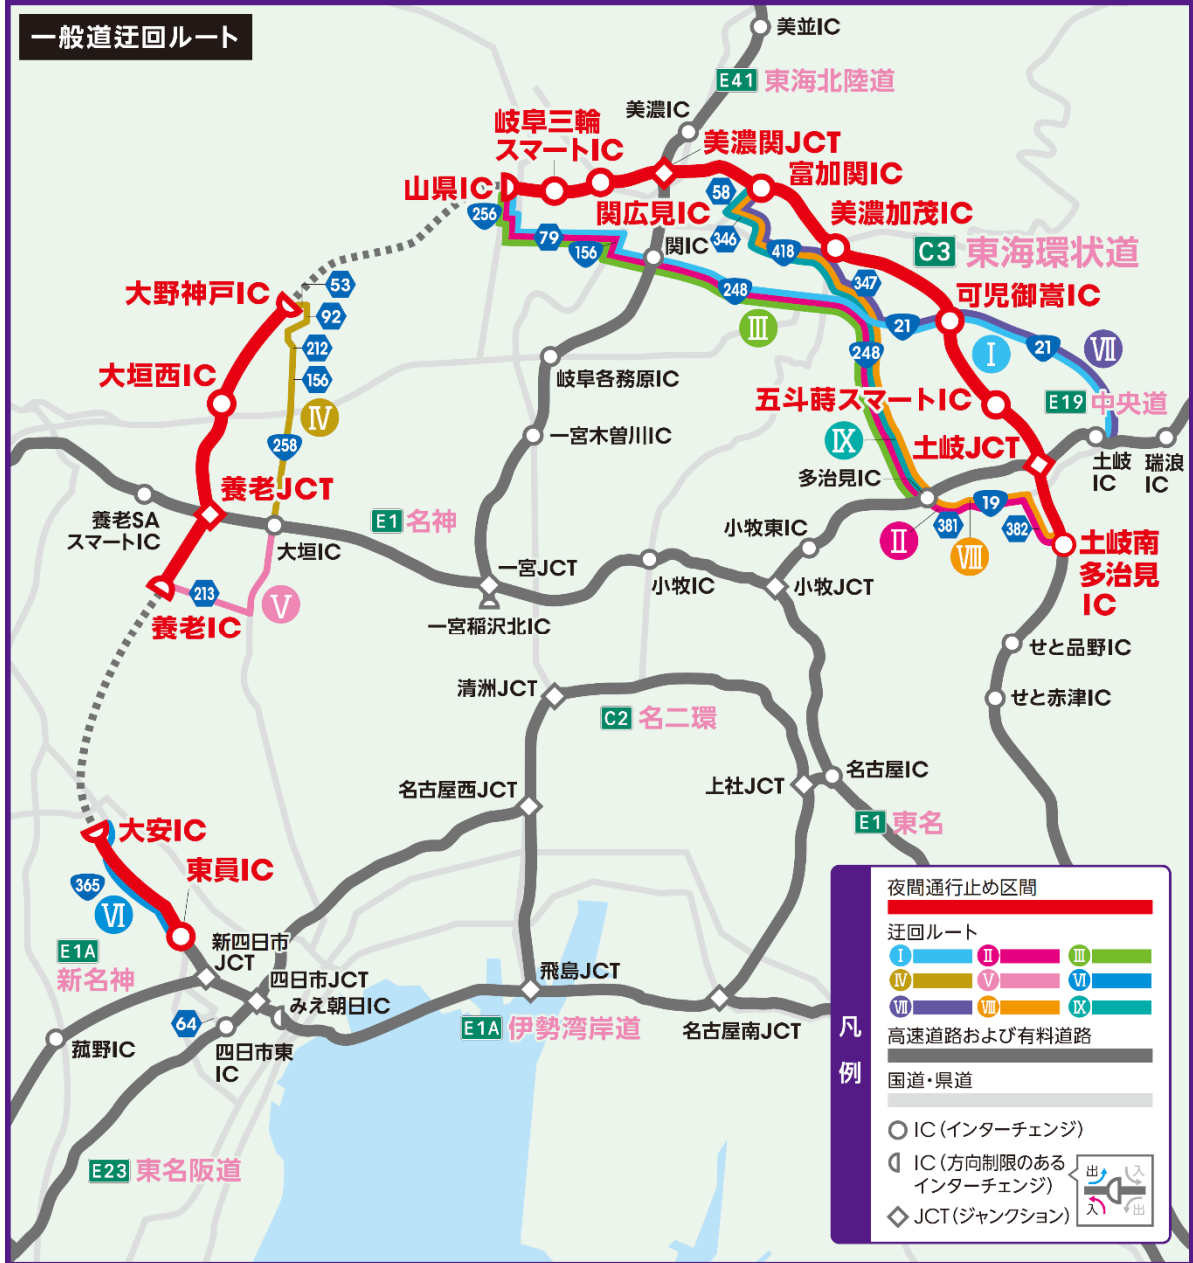 一般道迂回ルート
美並IC
E41 東海北陸道
美濃IC
岐阜三輪
スマートIC
美濃関JCT
山県IC
富加関IC
58
256
関広見IC
美濃加茂IC
79
346
C3 東海環状道
156
関IC
418
53
347
大野神戸IC
248
可児御嵩IC
92
21
Ⅲ
Ⅰ
21
Ⅶ
212
248
大垣西IC
156
岐阜各務原IC
五斗蒔スマートIC
E19 中央道
Ⅳ
258
一宮木曽川IC
Ⅸ
土岐JCT
土岐
IC
瑞浪
IC
多治見IC
養老JCT
養老SA
スマートIC
E1 名神
19
小牧東IC
381
382
Ⅱ
Ⅷ
大垣IC
土岐南
多治見
IC
一宮JCT
小牧IC
小牧JCT
213
Ⅴ
養老IC
一宮稲沢北IC
せと品野IC
清洲JCT
せと赤津IC
C2 名二環
名古屋西JCT
上社JCT
名古屋IC
大安IC
E1 東名
東員IC
365
Ⅵ
E1A
新名神
新四日市
JCT
四日市JCT
飛島JCT
みえ朝日IC
64
E1A 伊勢湾岸道
名古屋南JCT
菰野IC
四日市東
IC
E23 東名阪道
凡例
夜間通行止め区間
迂回ルート
Ⅰ Ⅱ Ⅲ
Ⅳ Ⅴ Ⅵ
Ⅶ Ⅷ Ⅸ
高速道路および有料道路
国道・県道
IC(インターチェンジ)
IC(方向制限のある
インターチェンジ)
出 入
入 出
JCT(ジャンクション)